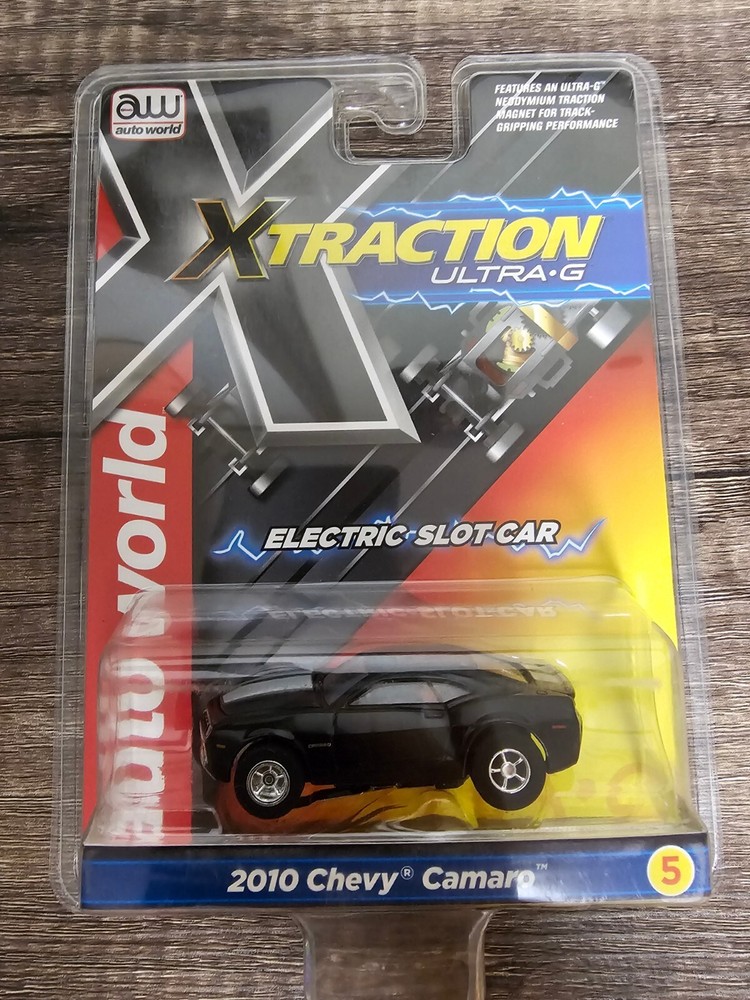 aw
auto world
FEATURES AN ULTRA-G
NEODYMIUM TRACTION
MAGNET FOR TRACK-
GRIPPING PERFORMANCE
XTRACTION
ULTRA•G
auto world
ELECTRIC SLOT CAR
2010 Chevy® Camaro™
5